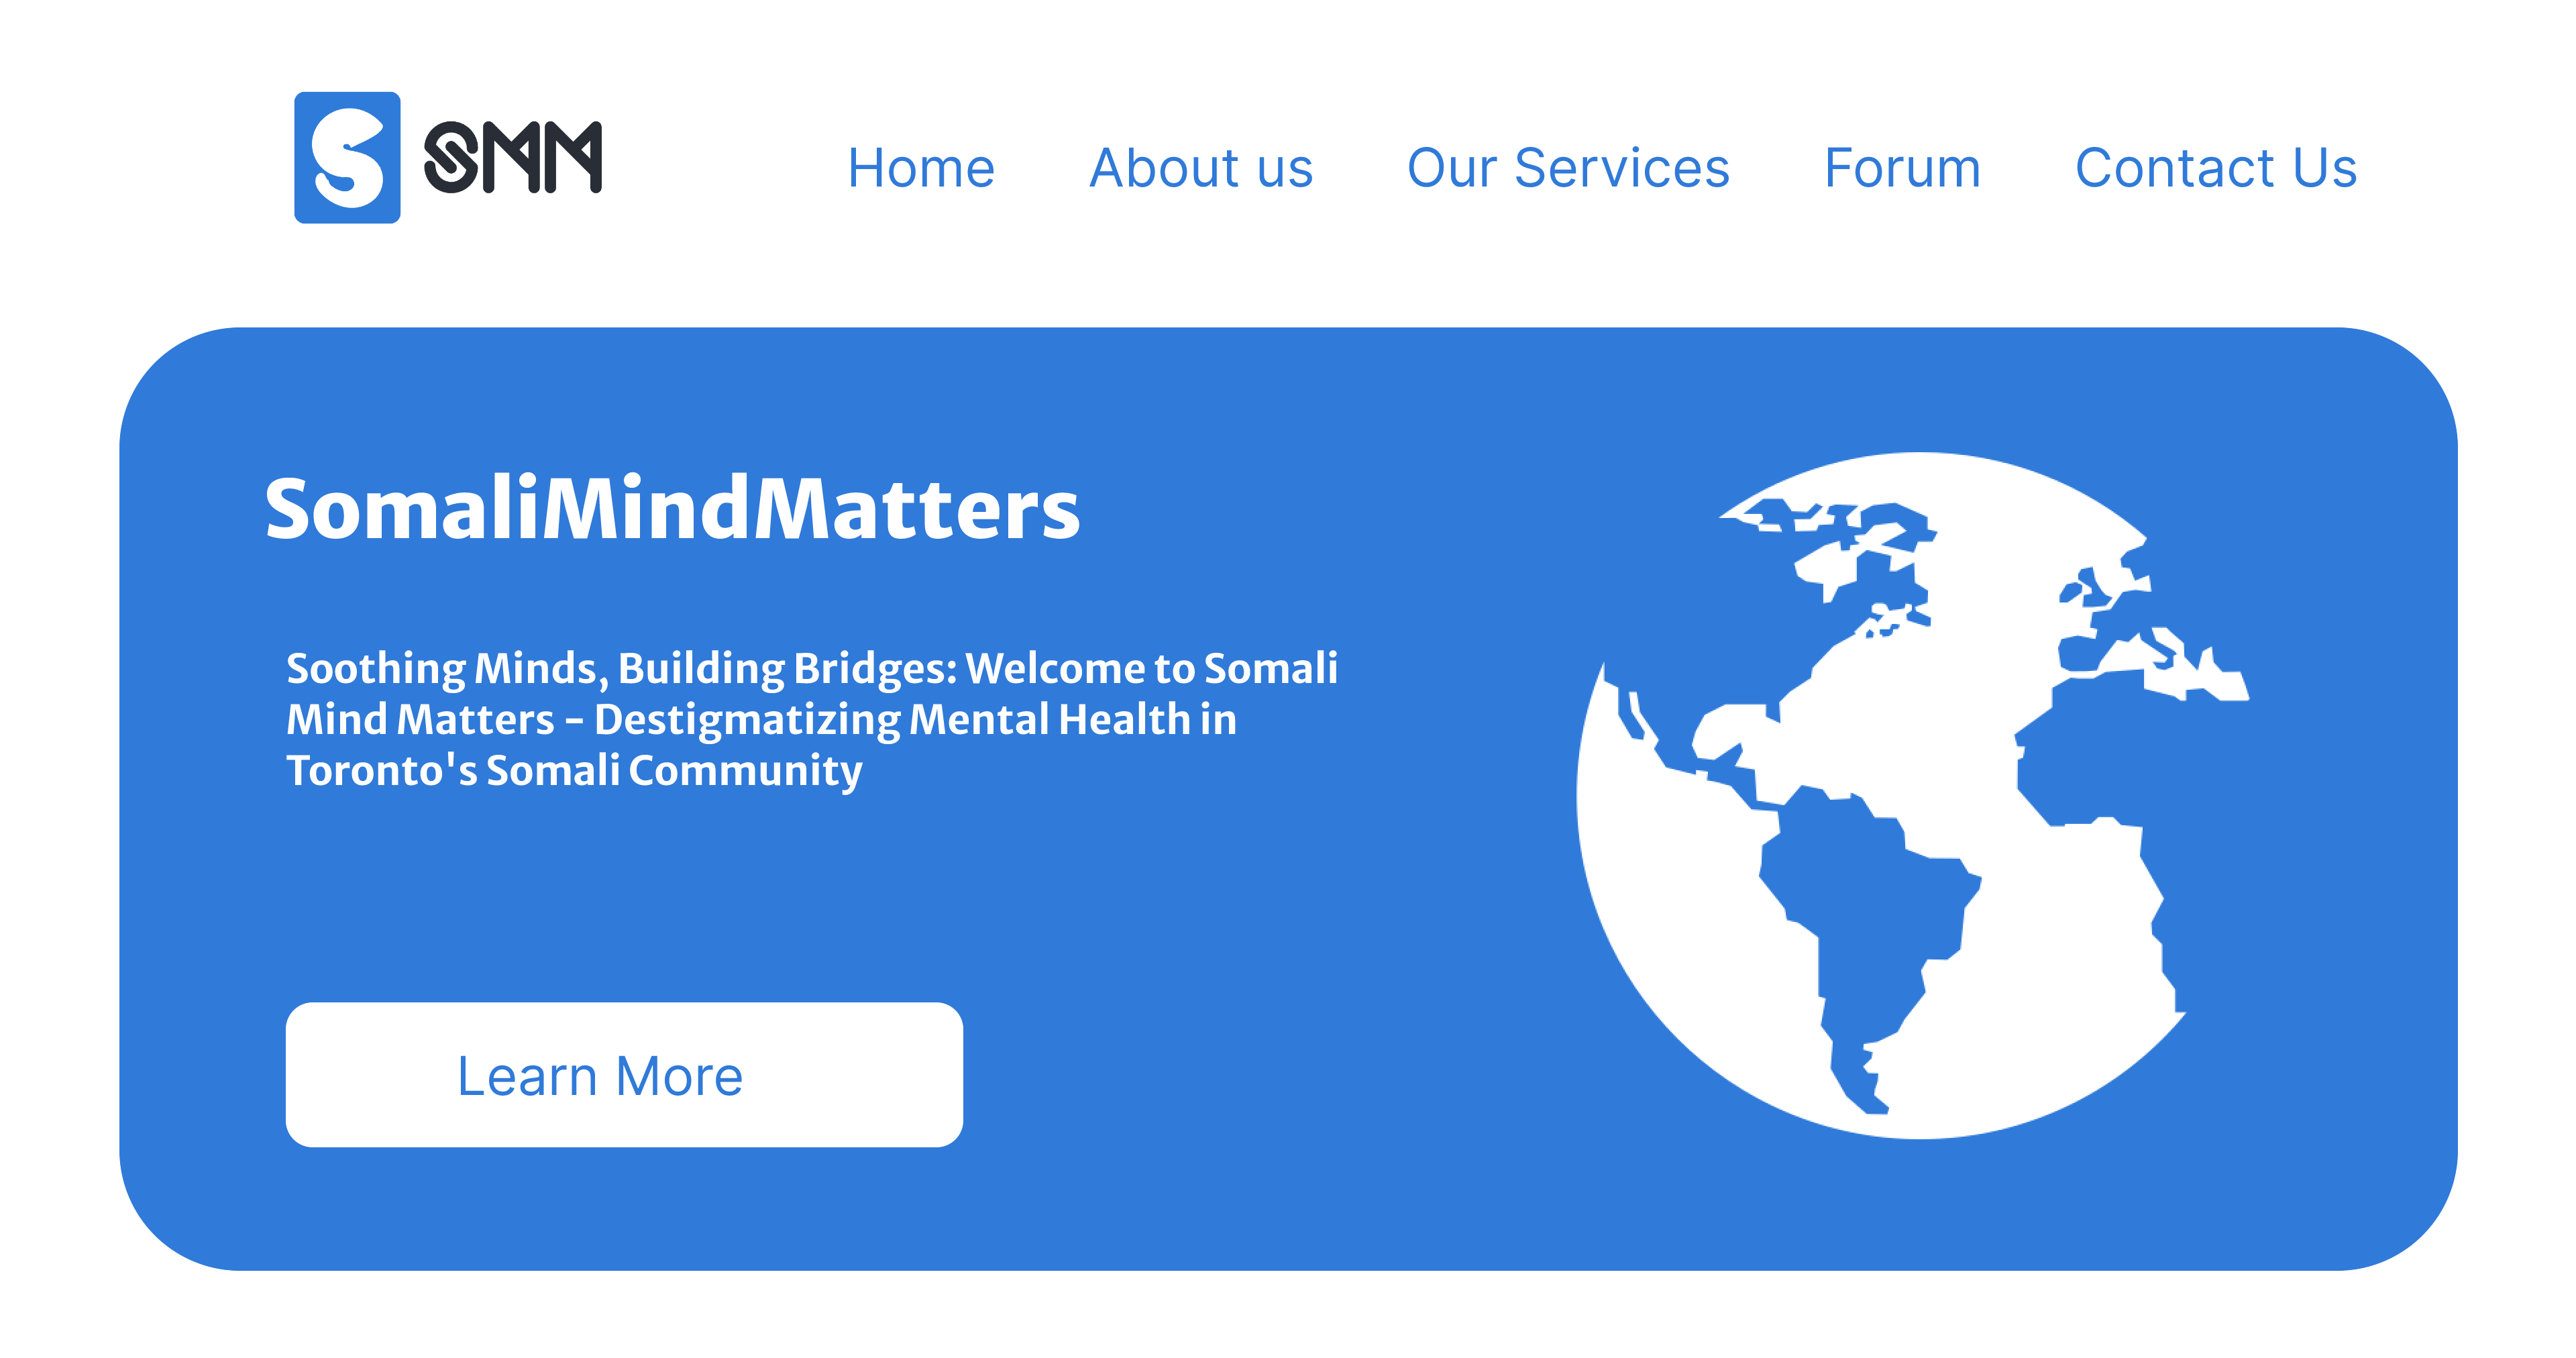 S SMM
Home About us Our Services Forum Contact Us
SomaliMindMatters
Soothing Minds, Building Bridges: Welcome to Somali
Mind Matters - Destigmatizing Mental Health in
Toronto's Somali Community
Learn More